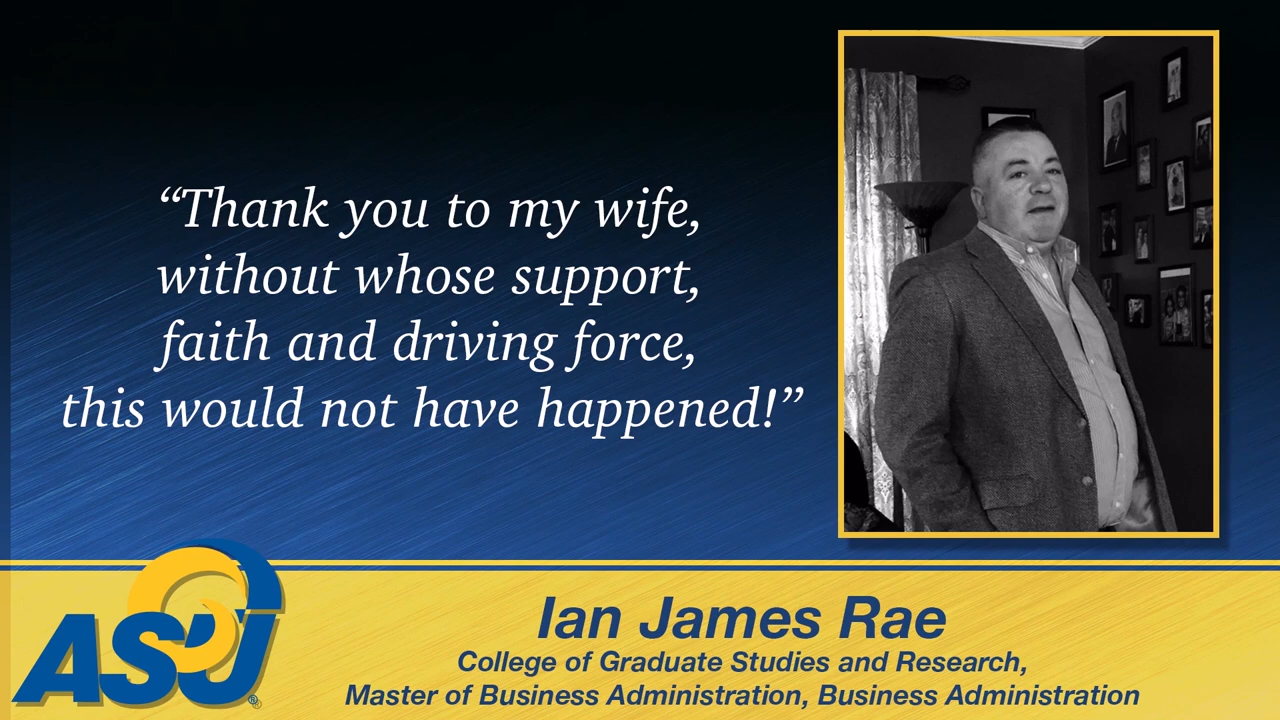 “Thank you to my wife,
without whose support,
faith and driving force,
this would not have happened!”
ASU®
Ian James Rae
College of Graduate Studies and Research,
Master of Business Administration, Business Administration